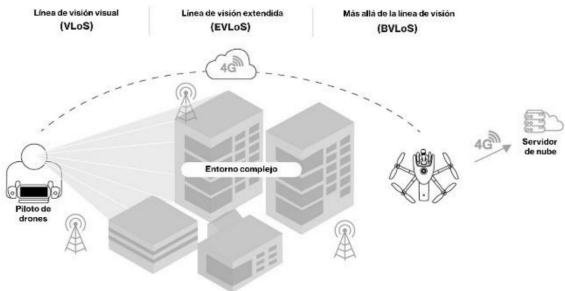 Línea de visión visual
(VLoS)
Línea de visión extendida
(EVLoS)
Más allá de la línea de visión
(BVLoS)
4G
Entorno complejo
Piloto de
drones
4G
Servidor
de nube